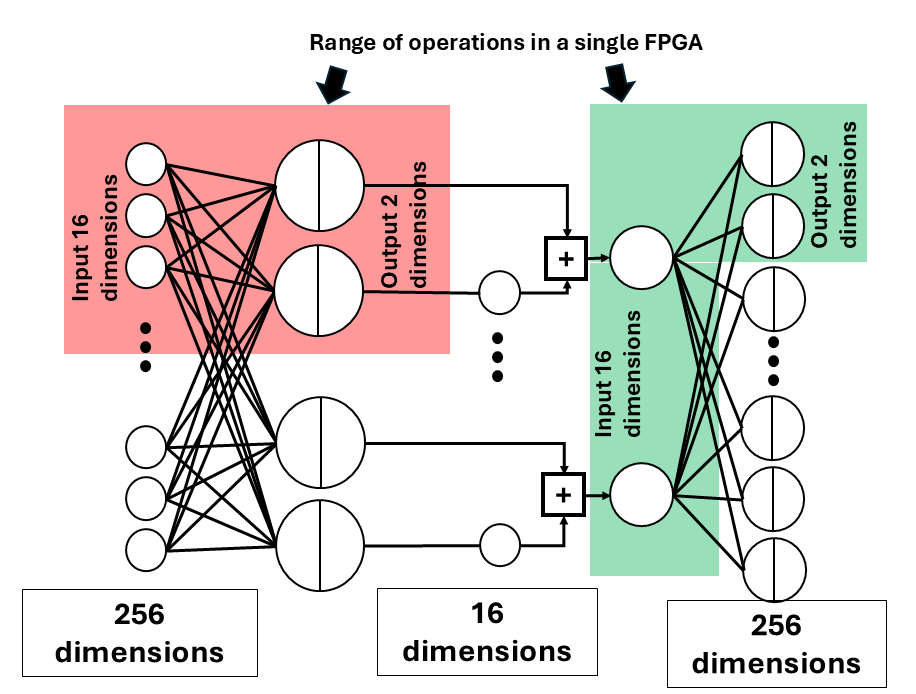 Range of operations in a single FPGA
Input 16
dimensions
Output 2
dimensions
+
+
Input 16
dimensions
Output 2
dimensions
256
dimensions
16
dimensions
256
dimensions